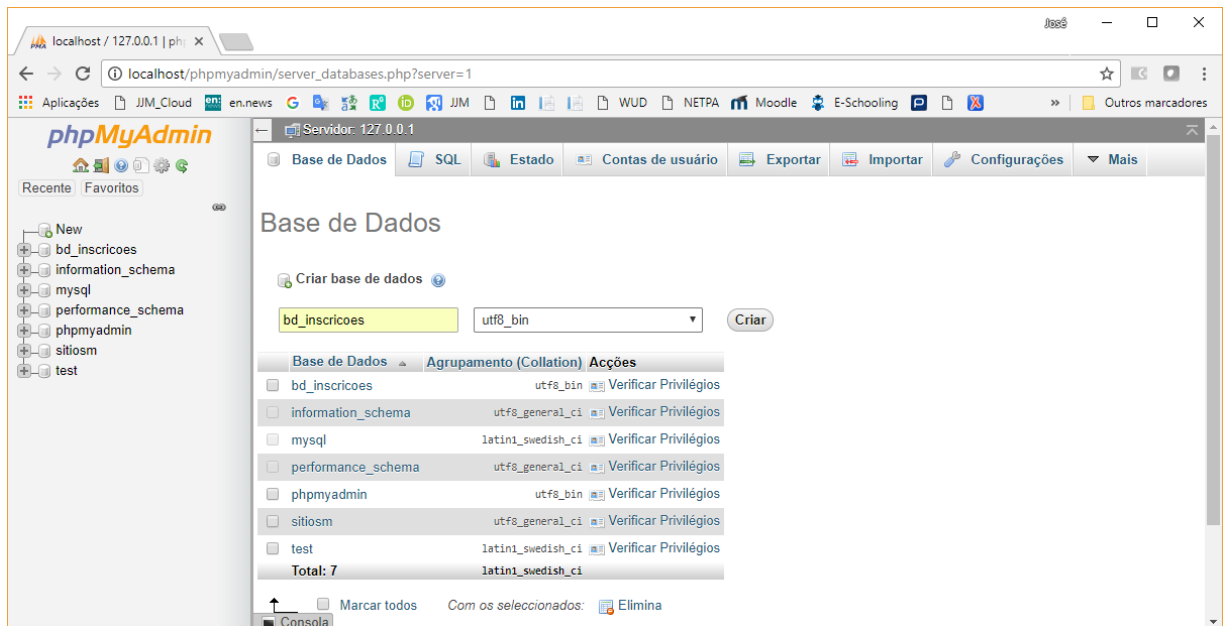 José
localhost / 127.0.0.1 | ph
localhost/phpmyadmin/server_databases.php?server=1
Aplicações JJM_Cloud en: en.news JJM WUD NETPA Moodle E-Schooling » Outros marcadores
phpMyAdmin
Recente Favoritos
New
bd_inscricoes
information_schema
mysql
performance_schema
phpmyadmin
sitiosm
test
Servidor: 127.0.0.1
Base de Dados SQL Estado Contas de usuário Exportar Importar Configurações Mais
Base de Dados
Criar base de dados
bd_inscricoes utf8_bin Criar
Base de Dados Agrupamento (Collation) Acções
bd_inscricoes utf8_bin Verificar Privilégios
information_schema utf8_general_ci Verificar Privilégios
mysql latin1_swedish_ci Verificar Privilégios
performance_schema utf8_general_ci Verificar Privilégios
phpmyadmin utf8_bin Verificar Privilégios
sitiosm utf8_general_ci Verificar Privilégios
test latin1_swedish_ci Verificar Privilégios
Total: 7 latin1_swedish_ci
Marcar todos Com os seleccionados: Elimina
Consola